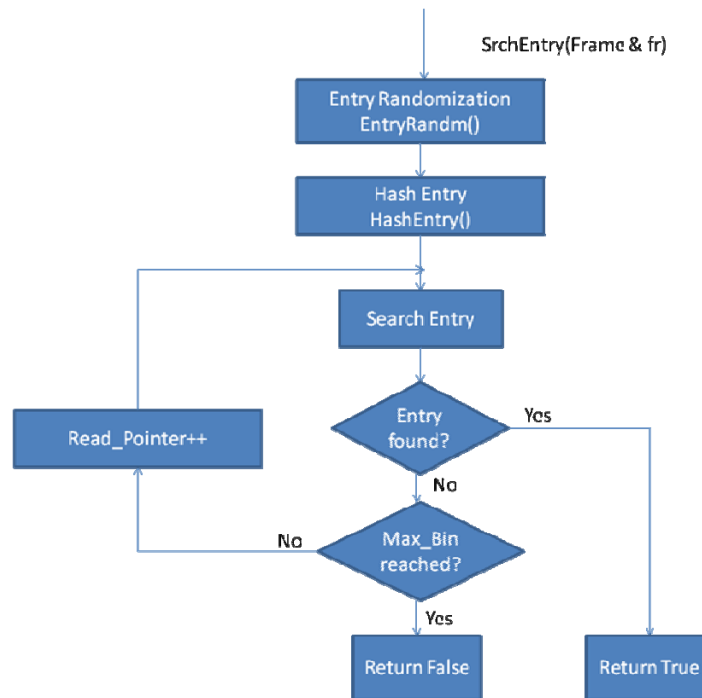 SrchEntry(Frame & fr)
Entry Randomization
EntryRandm()
Hash Entry
HashEntry()
Search Entry
Entry
found?
Yes
Read_Pointer++
No
Max_Bin
reached?
No
Yes
Return False
Return True